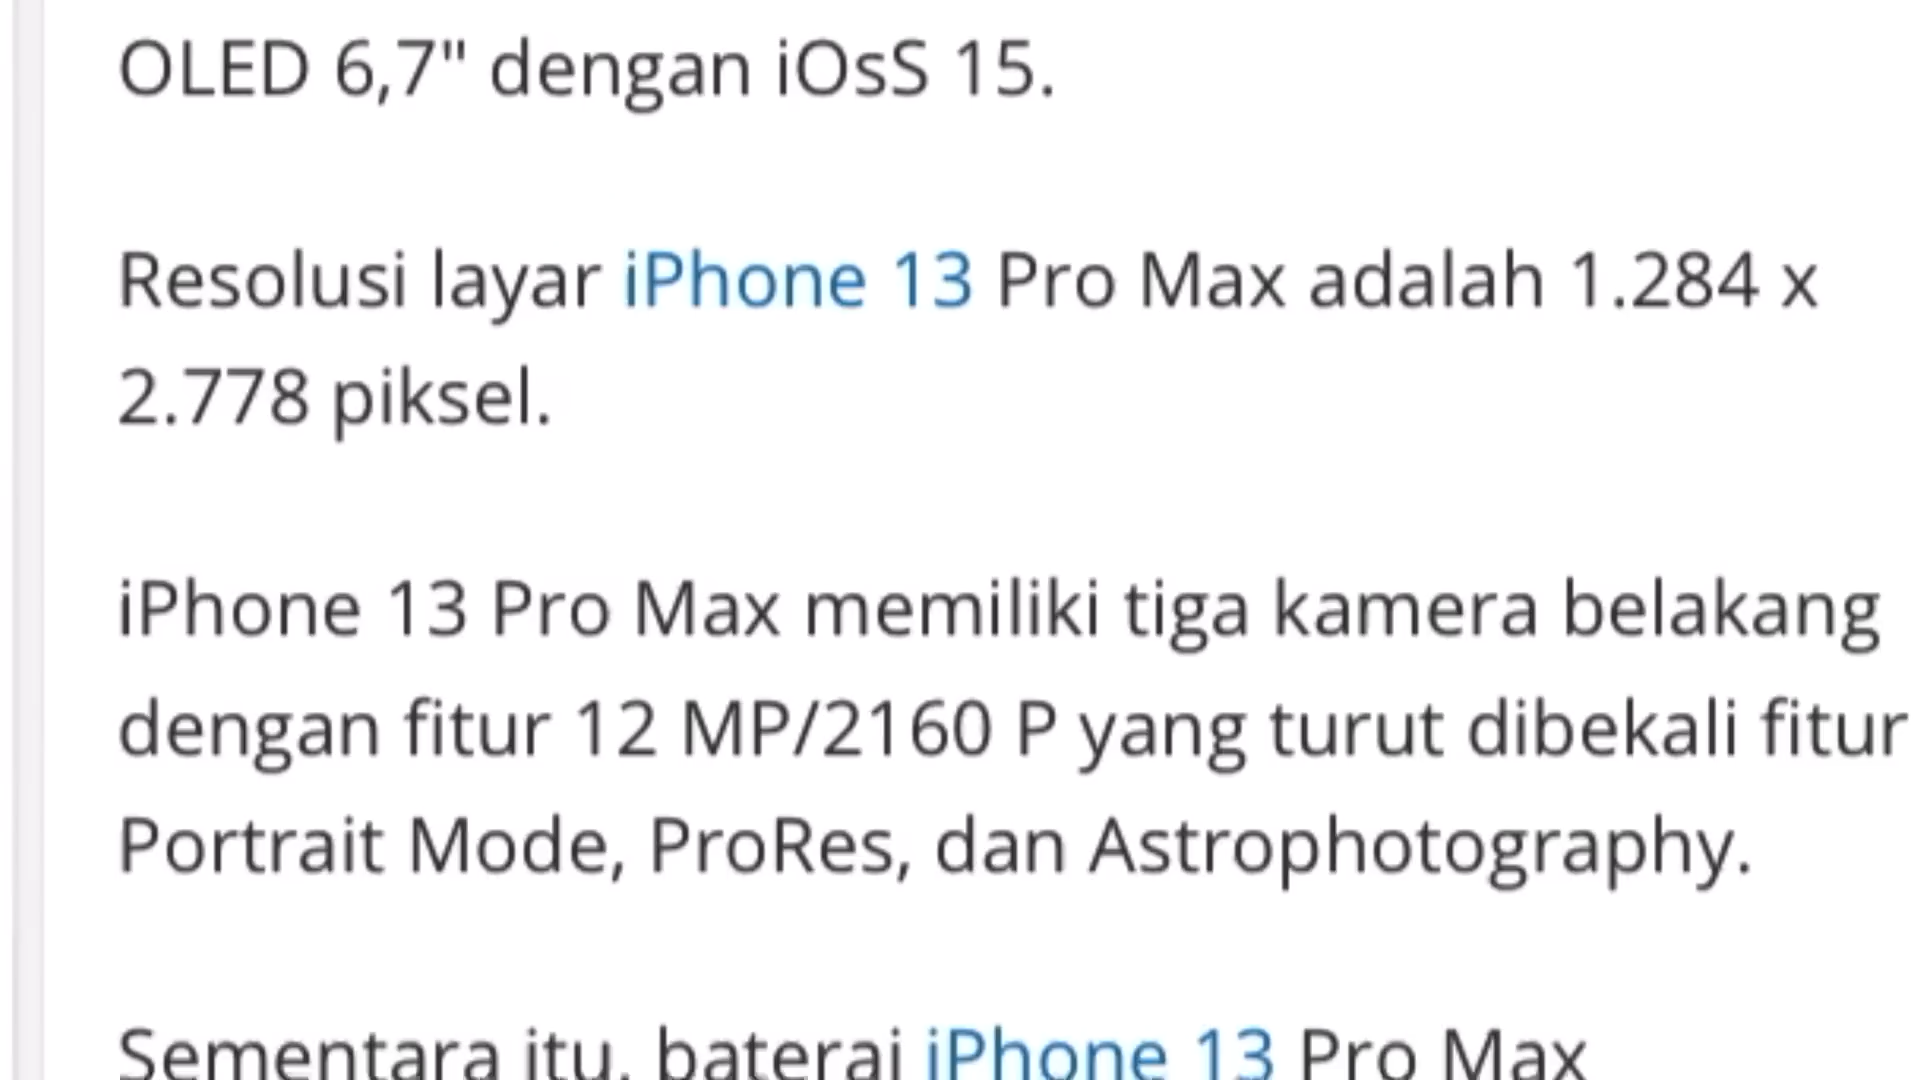 OLED 6,7" dengan iOsS 15.
Resolusi layar iPhone 13 Pro Max adalah 1.284 x
2.778 piksel.
iPhone 13 Pro Max memiliki tiga kamera belakang
dengan fitur 12 MP/2160 P yang turut dibekali fitur
Portrait Mode, ProRes, dan Astrophotography.
Sementara itu, baterai iPhone 13 Pro Max